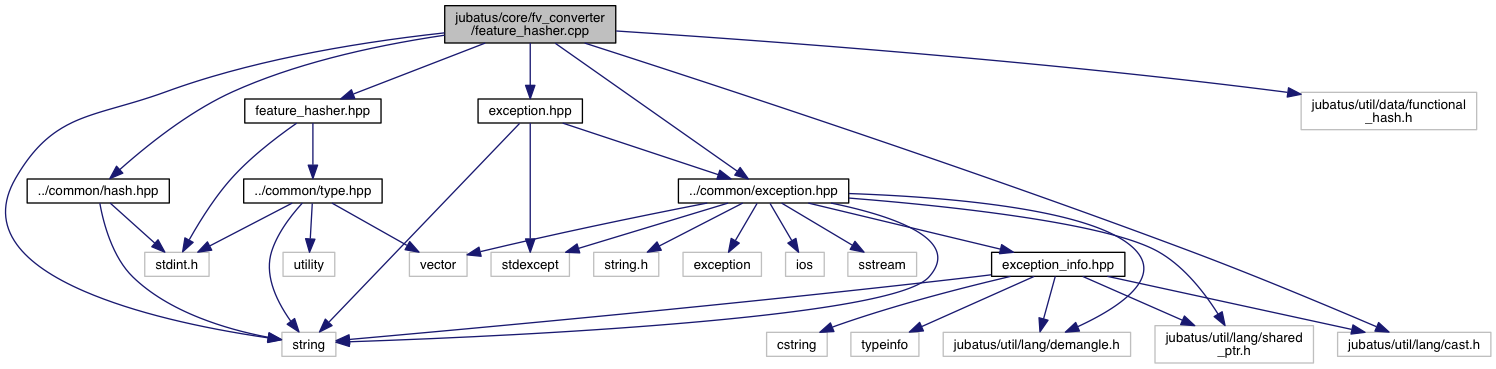 jubatus/core/fv_converter
/feature_hasher.cpp
feature_hasher.hpp
exception.hpp
jubatus/util/data/functional
_hash.h
../common/hash.hpp
../common/type.hpp
../common/exception.hpp
stdint.h
utility
vector
stdexcept
string.h
exception
ios
sstream
exception_info.hpp
string
cstring
typeinfo
jubatus/util/lang/demangle.h
jubatus/util/lang/shared
_ptr.h
jubatus/util/lang/cast.h